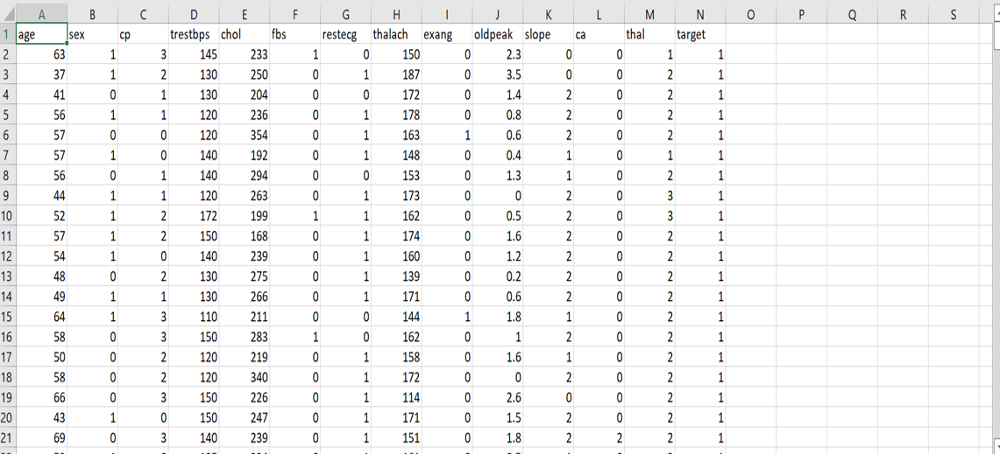 A B C D E F G H I J K L M N O P Q R S
1 age sex cp trestbps chol fbs restecg thalach exang oldpeak slope ca thal target
2 63 1 3 145 233 1 0 150 0 2.3 0 0 1 1
3 37 1 2 130 250 0 1 187 0 3.5 0 0 2 1
4 41 0 1 130 204 0 0 172 0 1.4 2 0 2 1
5 56 1 1 120 236 0 1 178 0 0.8 2 0 2 1
6 57 0 0 120 354 0 1 163 1 0.6 2 0 2 1
7 57 1 0 140 192 0 1 148 0 0.4 1 0 1 1
8 56 0 1 140 294 0 0 153 0 1.3 1 0 2 1
9 44 1 1 120 263 0 1 173 0 0 2 0 3 1
10 52 1 2 172 199 1 1 162 0 0.5 2 0 3 1
11 57 1 2 150 168 0 1 174 0 1.6 2 0 2 1
12 54 1 0 140 239 0 1 160 0 1.2 2 0 2 1
13 48 0 2 130 275 0 1 139 0 0.2 2 0 2 1
14 49 1 1 130 266 0 1 171 0 0.6 2 0 2 1
15 64 1 3 110 211 0 0 144 1 1.8 1 0 2 1
16 58 0 3 150 283 1 0 162 0 1 2 0 2 1
17 50 0 2 120 219 0 1 158 0 1.6 1 0 2 1
18 58 0 2 120 340 0 1 172 0 0 2 0 2 1
19 66 0 3 150 226 0 1 114 0 2.6 0 0 2 1
20 43 1 0 150 247 0 1 171 0 1.5 2 0 2 1
21 69 0 3 140 239 0 1 151 0 1.8 2 2 2 1